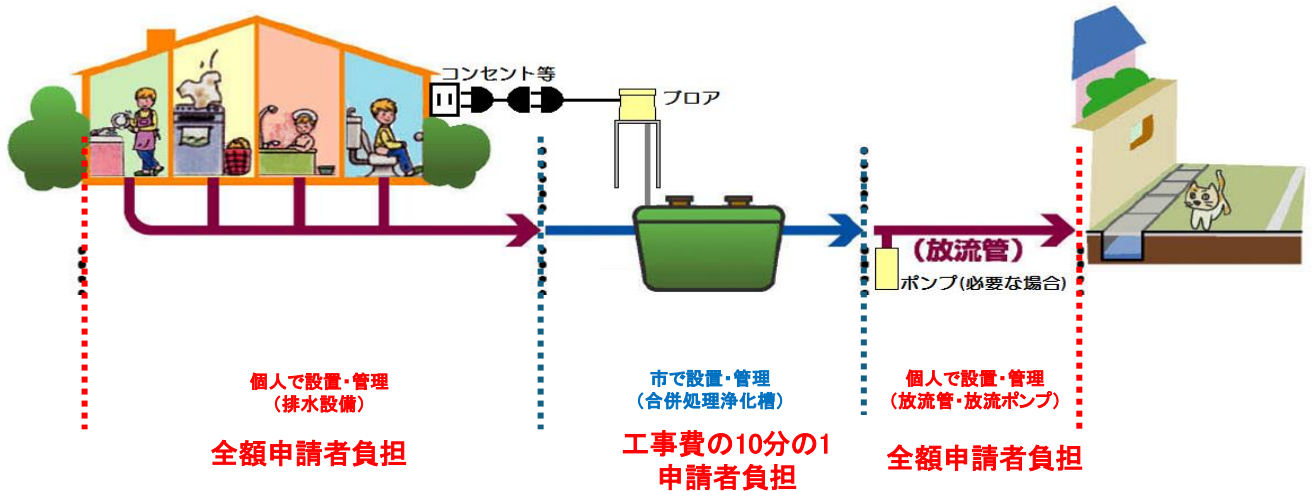 コンセント等
ブロア
(放流管)
ポンプ(必要な場合)
個人で設置・管理
(排水設備)
全額申請者負担
市で設置・管理
(合併処理浄化槽)
工事費の10分の1
申請者負担
個人で設置・管理
(放流管・放流ポンプ)
全額申請者負担